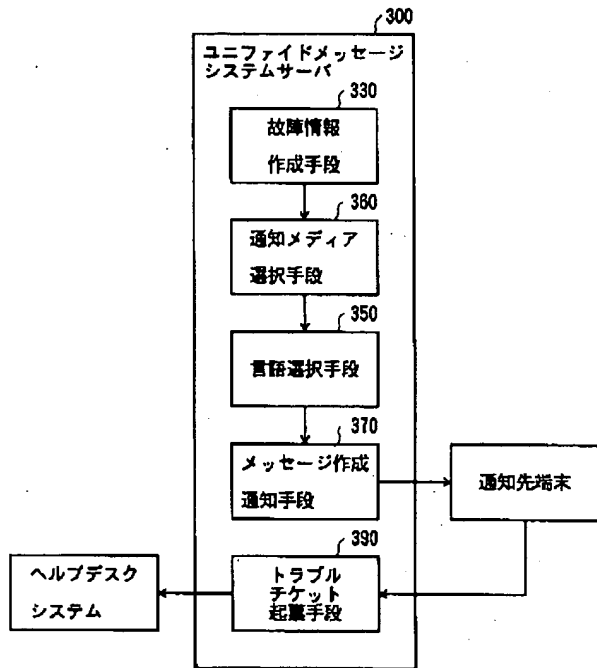 300
ユニファイドメッセージ
システムサーバ
330
故障情報
作成手段
360
通知メディア
選択手段
350
言語選択手段
370
メッセージ作成
通知手段
通知先端末
390
トラブル
チケット
起票手段
ヘルプデスク
システム